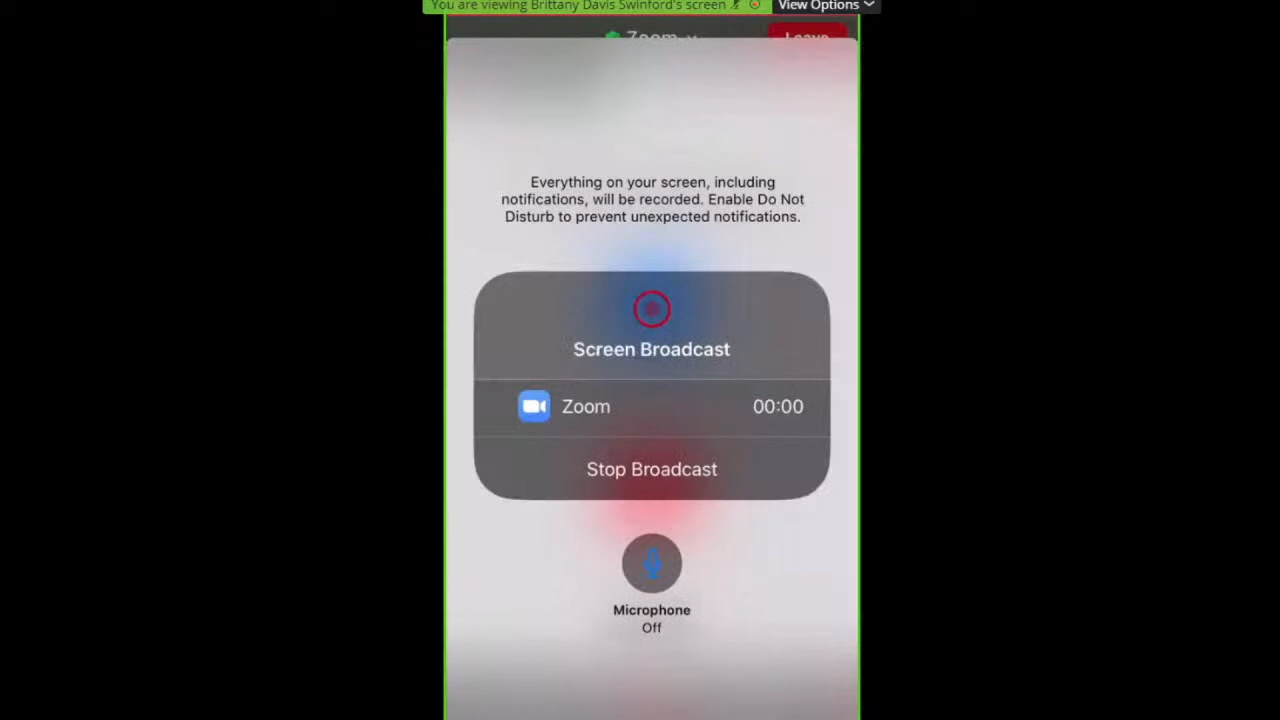 You are viewing Brittany Davis Swinford's screen
View Options
Zoom
Leave
Everything on your screen, including
notifications, will be recorded. Enable Do Not
Disturb to prevent unexpected notifications.
Screen Broadcast
Zoom 00:00
Stop Broadcast
Microphone
Off